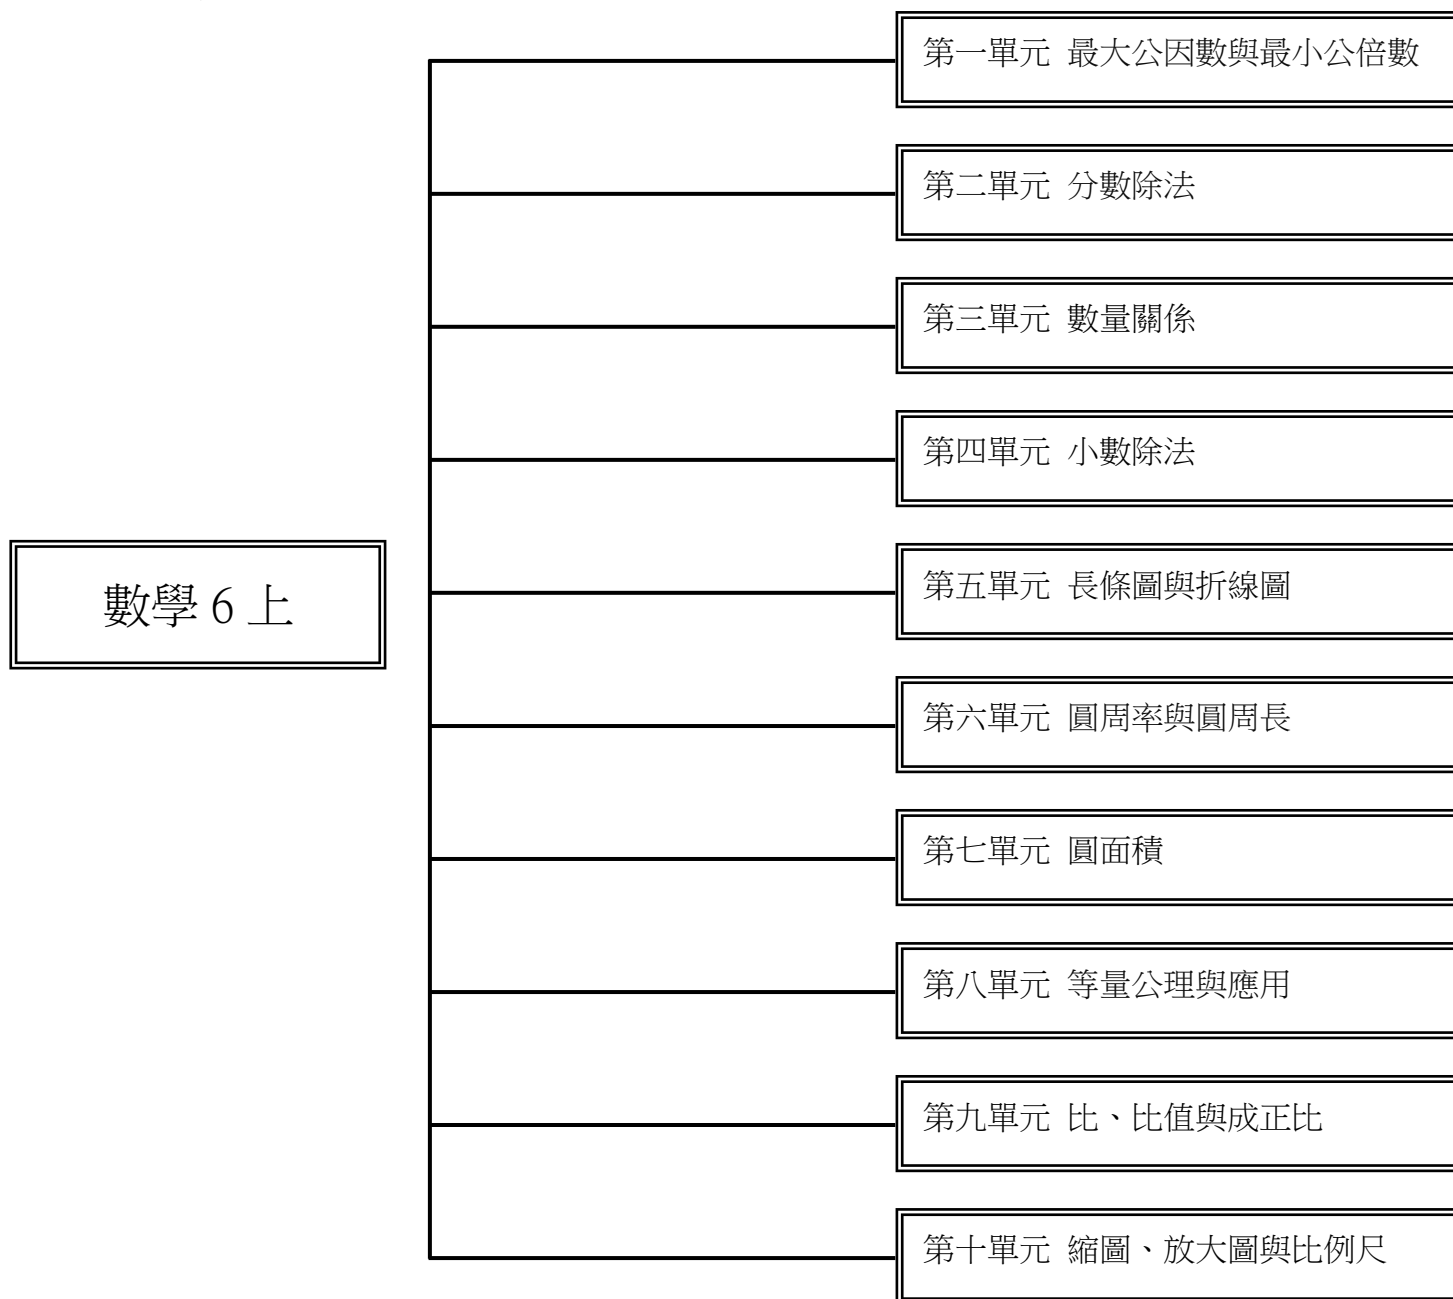 數學 6 上
第一單元 最大公因數與最小公倍數
第二單元 分數除法
第三單元 數量關係
第四單元 小數除法
第五單元 長條圖與折線圖
第六單元 圓周率與圓周長
第七單元 圓面積
第八單元 等量公理與應用
第九單元 比、比值與成正比
第十單元 縮圖、放大圖與比例尺